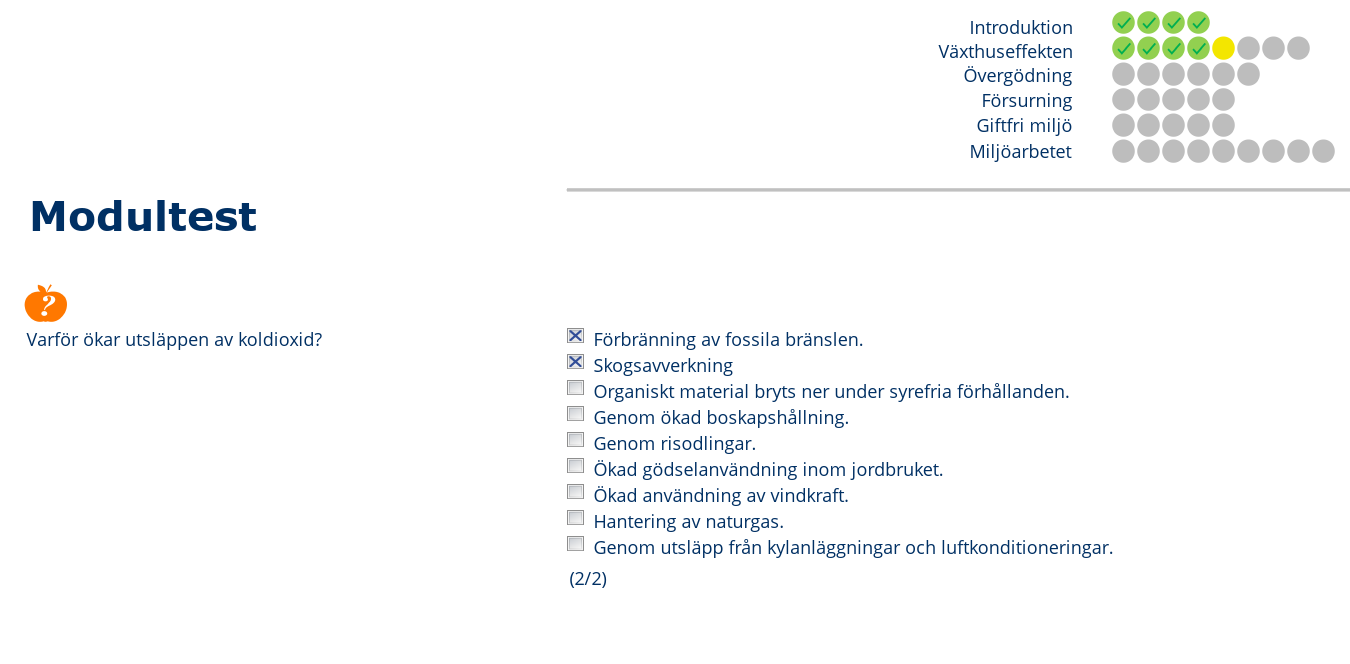 Introduktion
Växthuseffekten
Övergödning
Försurning
Giftfri miljö
Miljöarbetet
Modultest
?
Varför ökar utsläppen av koldioxid?
Förbränning av fossila bränslen.
Skogsavverkning
Organiskt material bryts ner under syrefria förhållanden.
Genom ökad boskapshållning.
Genom risodlingar.
Ökad gödselanvändning inom jordbruket.
Ökad användning av vindkraft.
Hantering av naturgas.
Genom utsläpp från kylanläggningar och luftkonditioneringar.
(2/2)